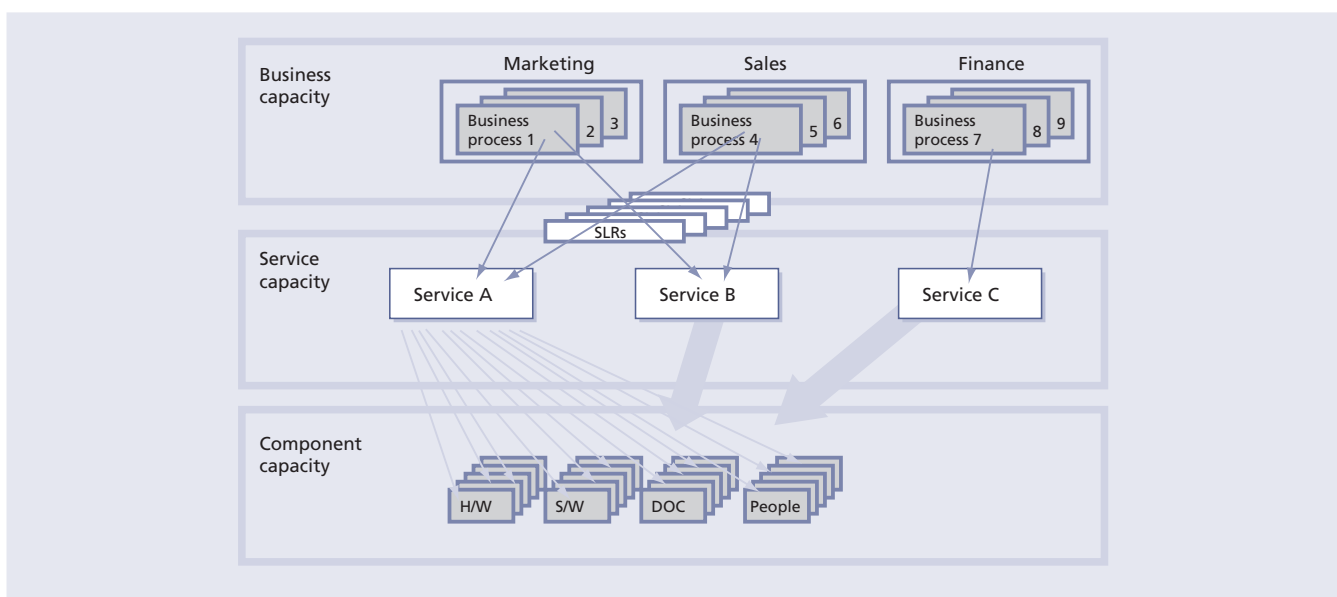 Marketing
Sales
Finance
Business
capacity
Business
process 1
2
3
Business
process 4
5
6
Business
process 7
8
9
SLRs
Service
capacity
Service A
Service B
Service C
Component
capacity
H/W
S/W
DOC
People